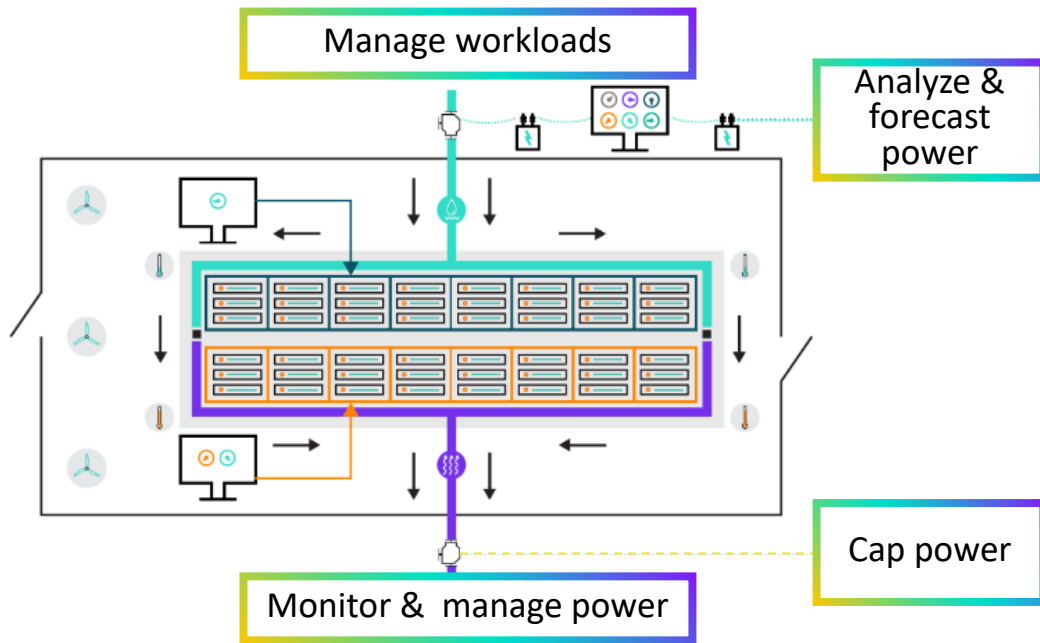 Manage workloads
Analyze &
forecast
power
Cap power
Monitor &  manage power